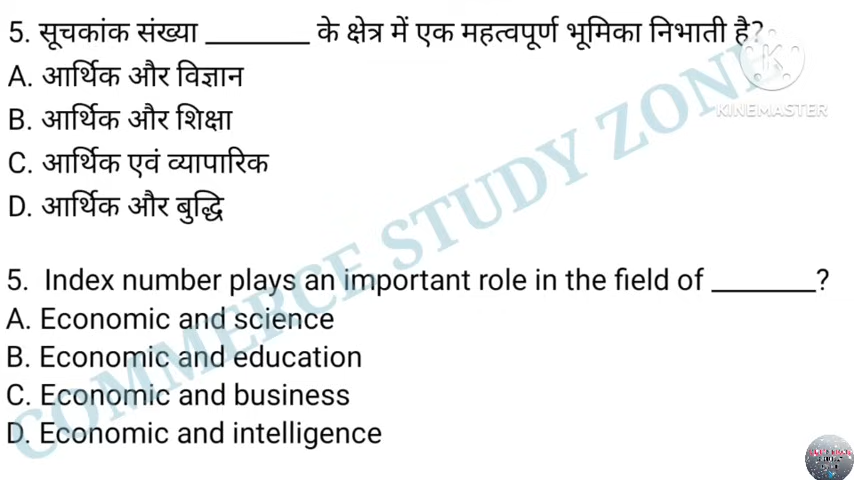 5. सूचकांक संख्या ________ के क्षेत्र में एक महत्वपूर्ण भूमिका निभाती है?
A. आर्थिक और विज्ञान
B. आर्थिक और शिक्षा
C. आर्थिक एवं व्यापारिक
D. आर्थिक और बुद्धि
5. Index number plays an important role in the field of ________?
A. Economic and science
B. Economic and education
C. Economic and business
D. Economic and intelligence
COMMERCE STUDY ZONE
KINEMASTER